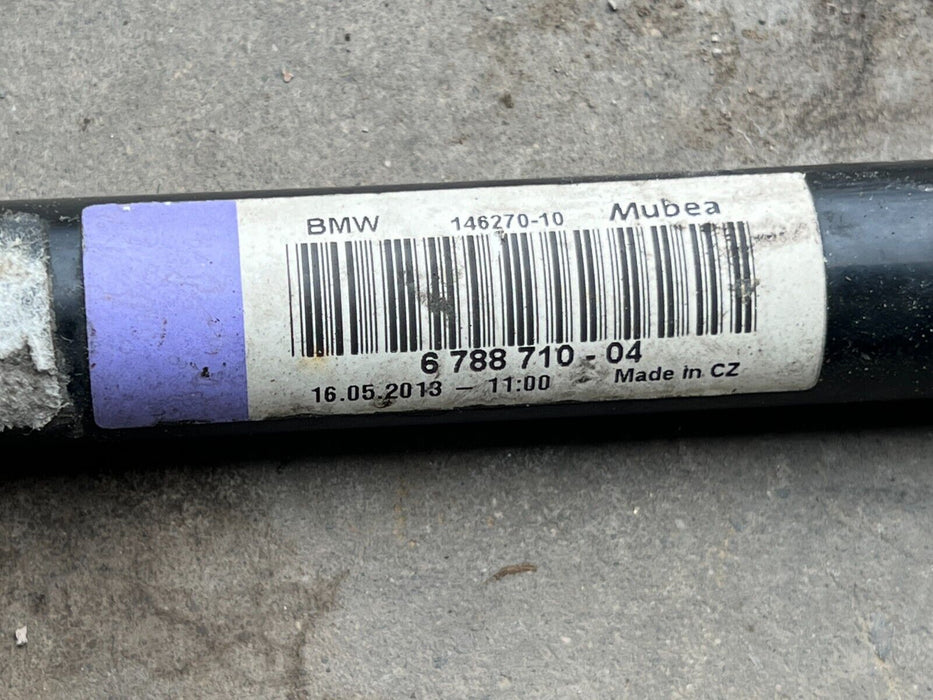 BMW 146270-10 Mubea
6 788 710 - 04
16.05.2013 – 11:00 Made in CZ